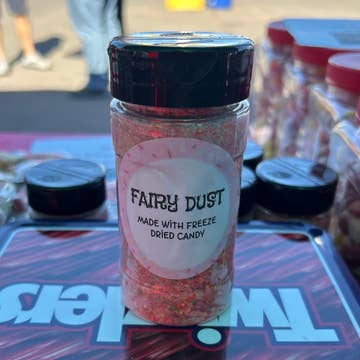 FAIRY DUST
MADE WITH FREEZE
DRIED CANDY
Twizzlers